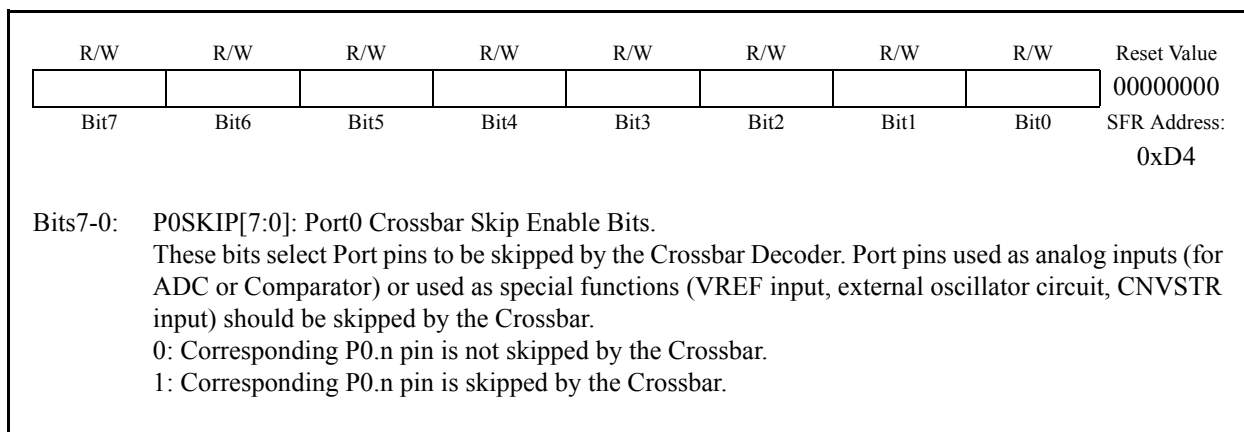 R/W R/W R/W R/W R/W R/W R/W R/W Reset Value
00000000
Bit7 Bit6 Bit5 Bit4 Bit3 Bit2 Bit1 Bit0 SFR Address:
0xD4
Bits7-0: P0SKIP[7:0]: Port0 Crossbar Skip Enable Bits.
These bits select Port pins to be skipped by the Crossbar Decoder. Port pins used as analog inputs (for
ADC or Comparator) or used as special functions (VREF input, external oscillator circuit, CNVSTR
input) should be skipped by the Crossbar.
0: Corresponding P0.n pin is not skipped by the Crossbar.
1: Corresponding P0.n pin is skipped by the Crossbar.